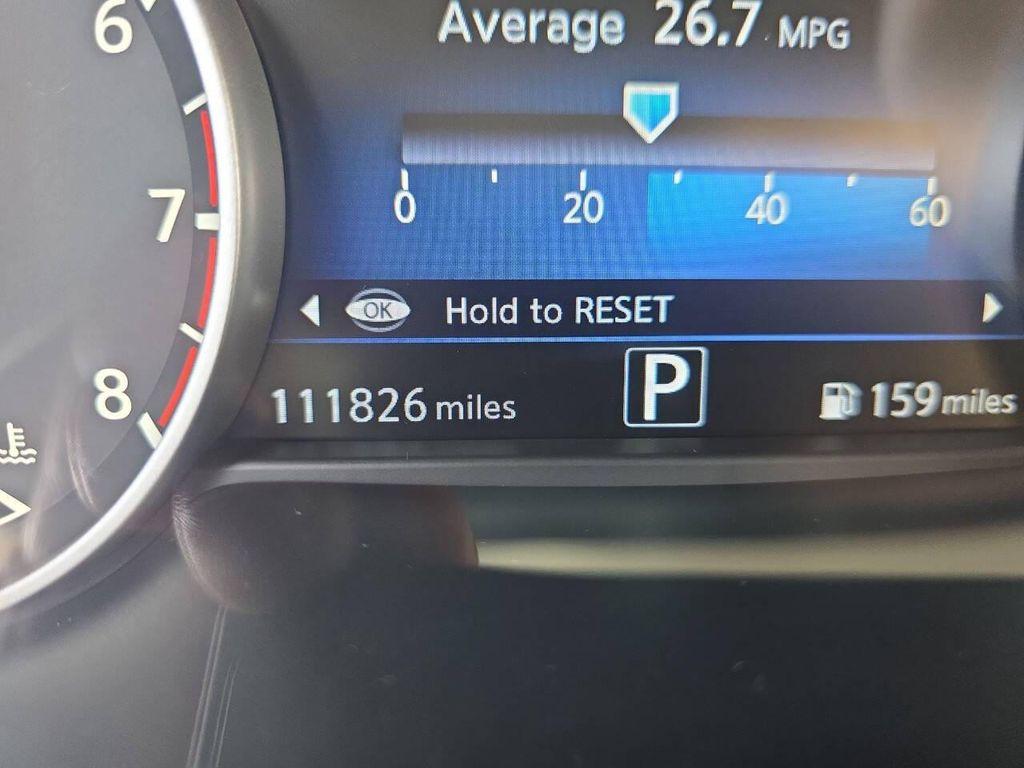 6
7
8
Average 26.7 MPG
0 20 40 60
OK Hold to RESET
111826 miles P 159 miles